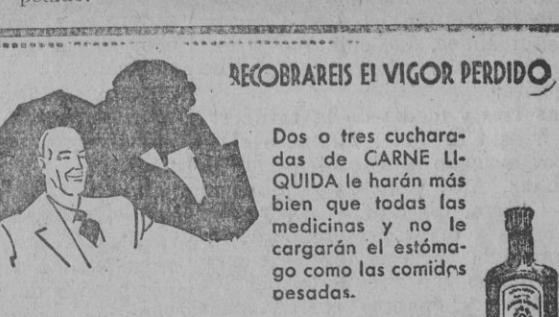 RECOBRAREIS El VIGOR PERDIDO
Dos o tres cuchara-
das de CARNE LI-
QUIDA le harán más
bien que todas las
medicinas y no le
cargarán el estóma-
go como las comidas
pesadas.